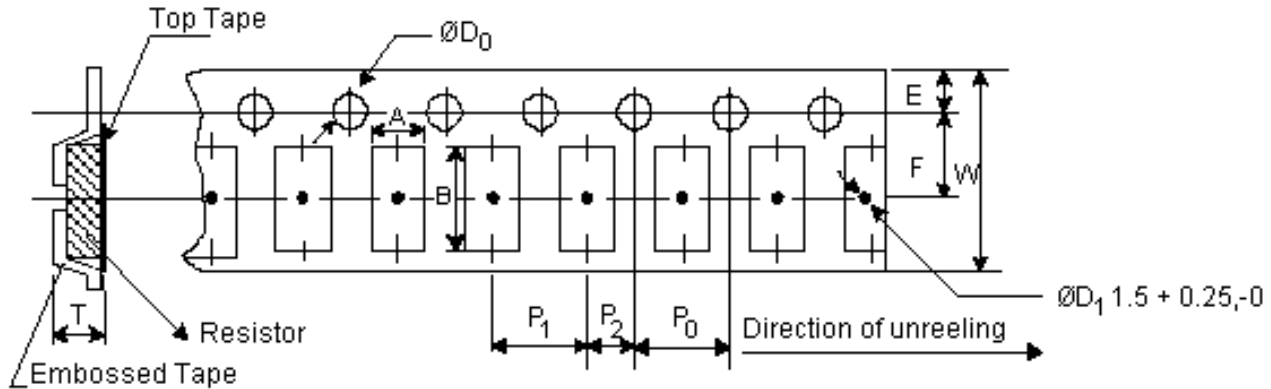 Top Tape
ØD0
E
A
F
W
B
ØD1 1.5 + 0.25,-0
T
P1
P2
P0
Direction of unreeling
Resistor
Embossed Tape